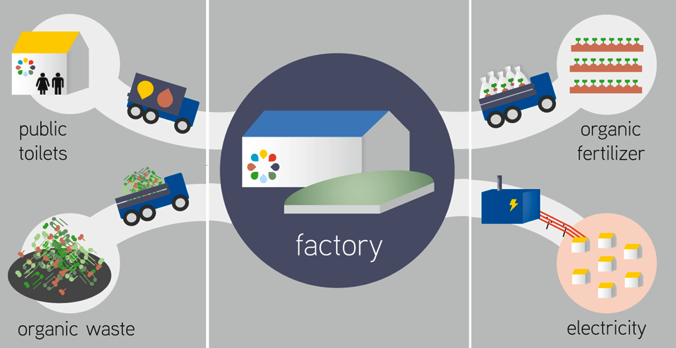 public
toilets
organic waste
factory
organic
fertilizer
electricity